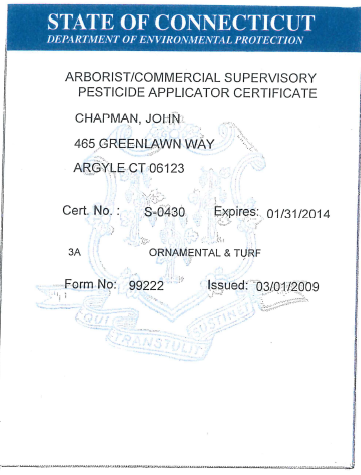 STATE OF CONNECTICUT
DEPARTMENT OF ENVIRONMENTAL PROTECTION
ARBORIST/COMMERCIAL SUPERVISORY
PESTICIDE APPLICATOR CERTIFICATE
CHAPMAN, JOHN
465 GREENLAWN WAY
ARGYLE CT 06123
Cert. No. : S-0430 Expires: 01/31/2014
3A ORNAMENTAL & TURF
Form No: 99222 Issued: 03/01/2009
QUI TRANSTULIT SUSTINET